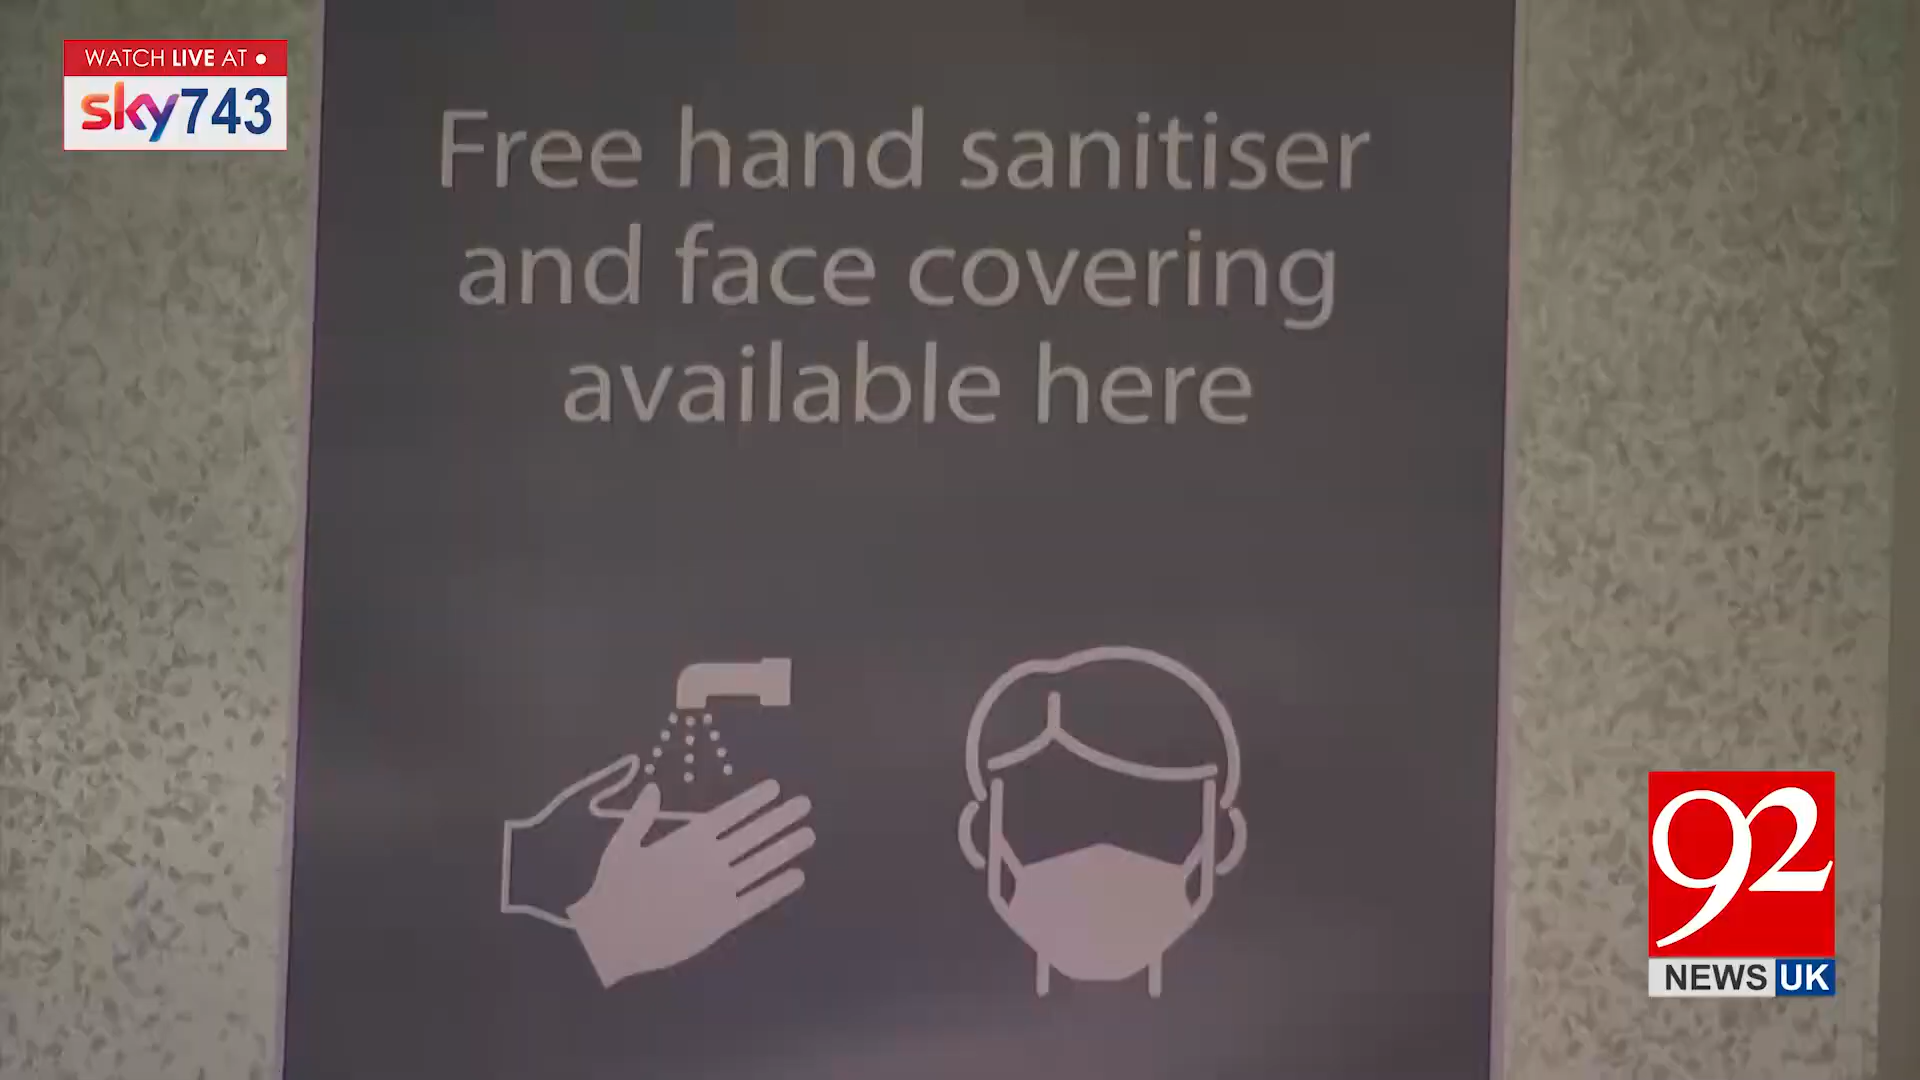 WATCH LIVE AT
sky743
Free hand sanitiser
and face covering
available here
92
NEWS UK